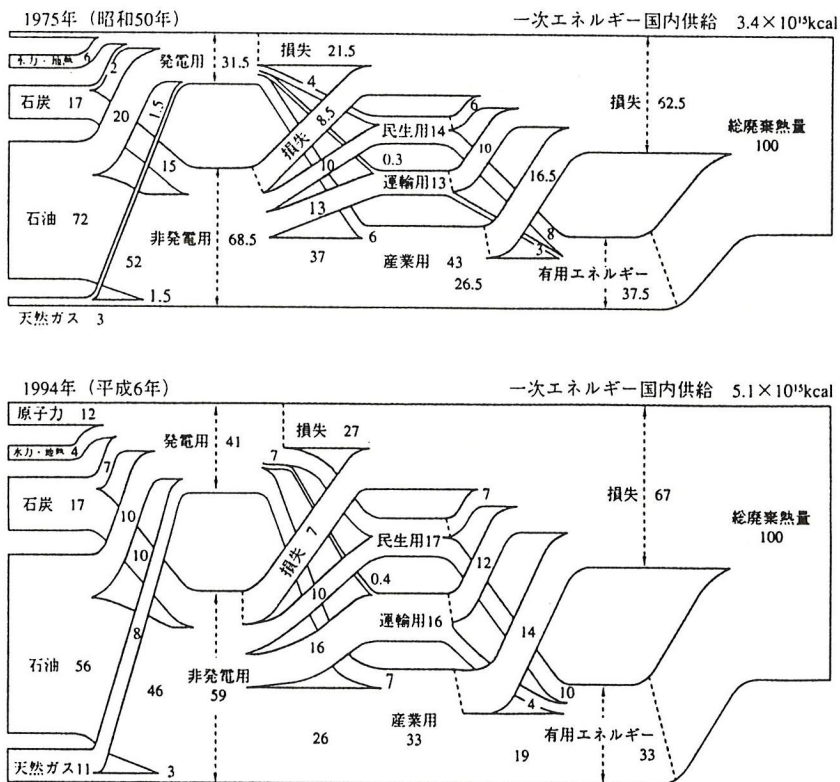 1975年（昭和50年）
一次エネルギー国内供給 3.4×10¹⁵kcal
水力・地熱 6
2
石炭 17
20
1.5
15
石油 72
52
1.5
天然ガス 3
発電用
31.5
損失 21.5
4
損失 8.5
6
民生用14
10
0.3
10
運輸用13
13
16.5
非発電用 68.5
37
6
産業用 43
26.5
8
3
損失 62.5
有用エネルギー
37.5
総廃棄熱量
100
1994年（平成6年）
一次エネルギー国内供給 5.1×10¹⁵kcal
原子力 12
水力・地熱 4
7
石炭 17
10
10
8
石油 56
46
天然ガス11
3
発電用
41
損失 27
7
損失 7
7
民生用17
12
10
0.4
運輸用16
16
14
非発電用
59
7
産業用
26
33
19
10
4
損失 67
有用エネルギー
33
総廃棄熱量
100